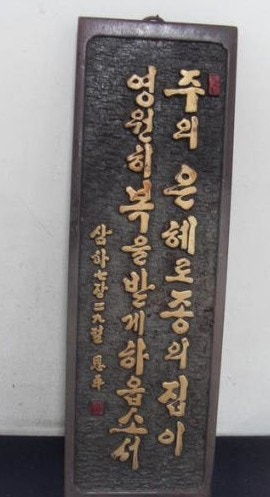 주의 은혜로 종의 집이
영원히 복을 받게 하옵소서
삼하 七장 二九절